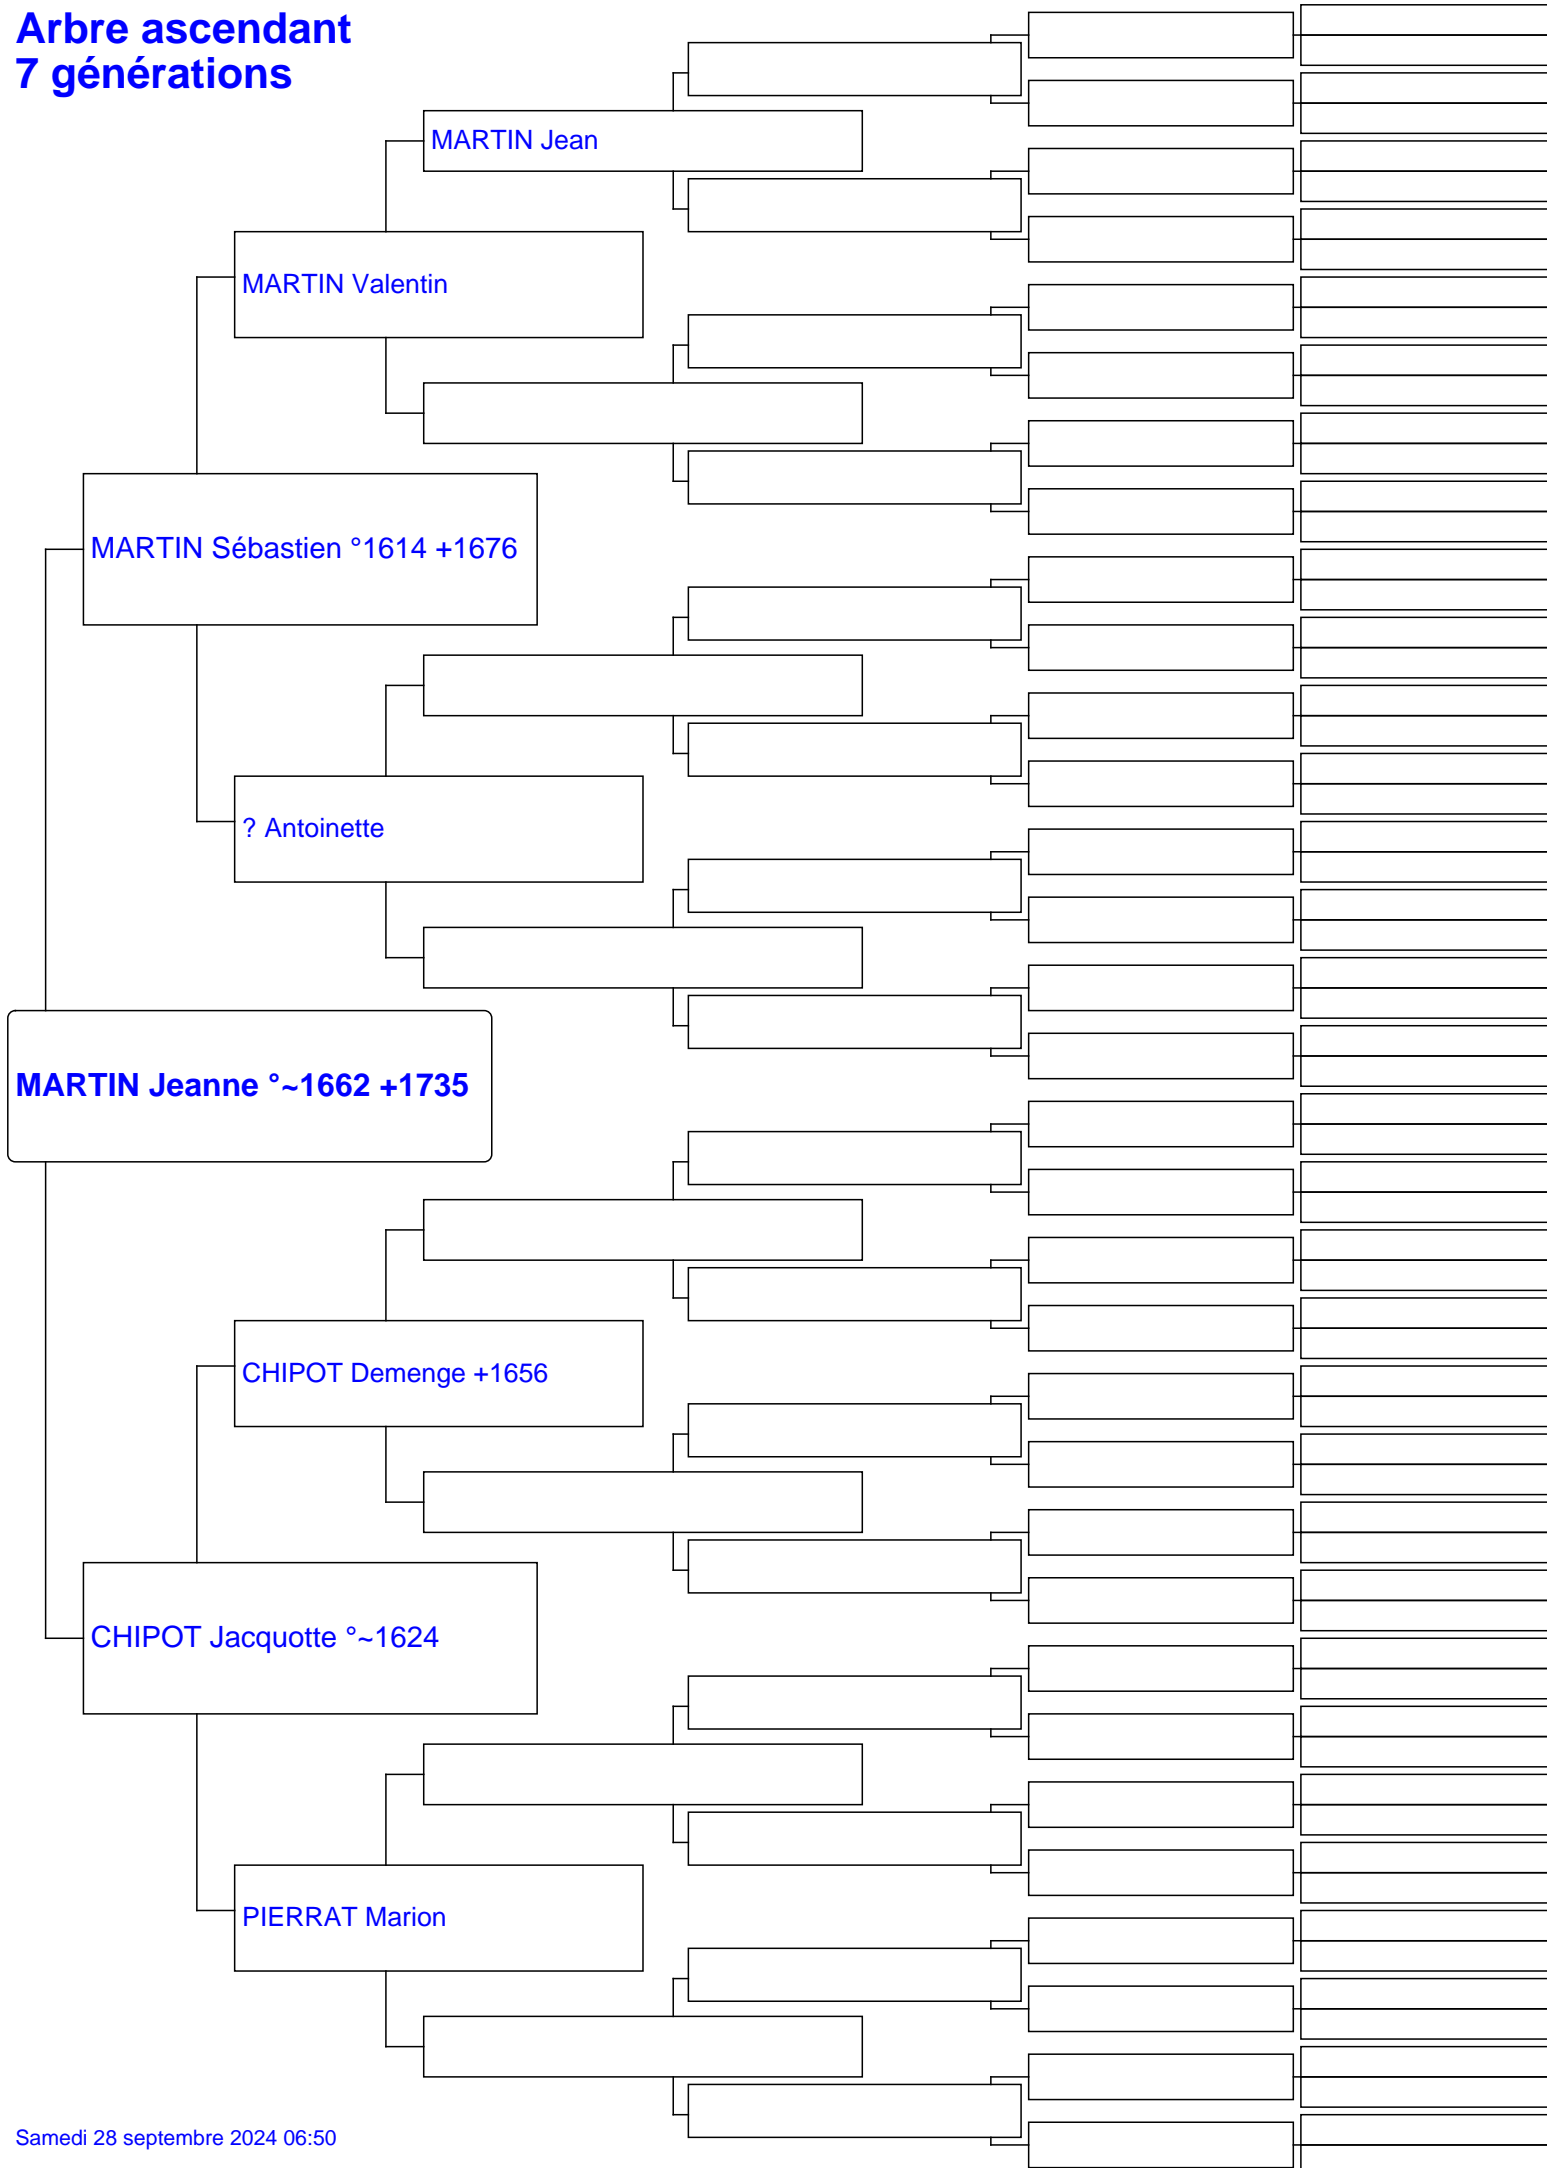 Arbre ascendant
7 générations
MARTIN Jean
MARTIN Valentin
MARTIN Sébastien °1614 +1676
? Antoinette
MARTIN Jeanne °~1662 +1735
CHIPOT Demenge +1656
CHIPOT Jacquotte °~1624
PIERRAT Marion
Samedi 28 septembre 2024 06:50